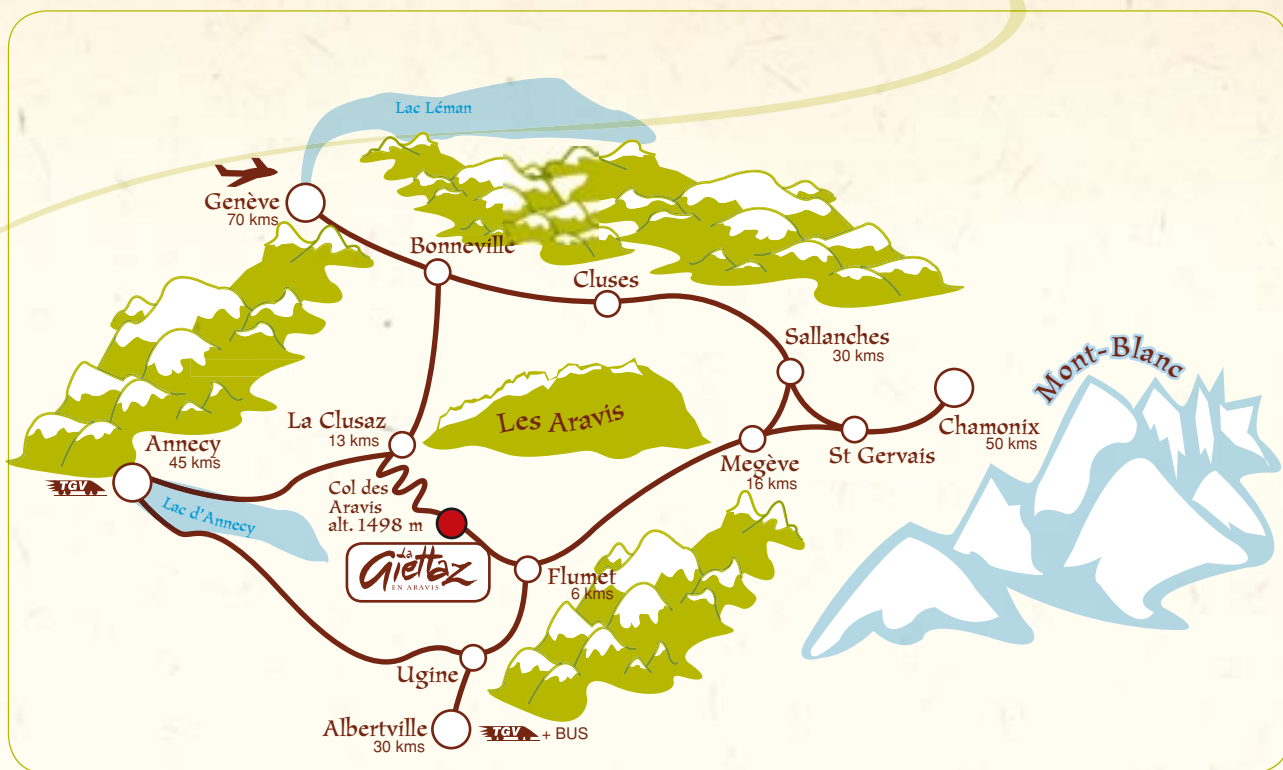 Lac Léman
Genève
70 kms
Bonneville
Cluses
Sallanches
30 kms
Mont-Blanc
Chamonix
50 kms
St Gervais
Megève
16 kms
Les Aravis
La Clusaz
13 kms
Annecy
45 kms
TGV
Lac d'Annecy
Col des
Aravis
alt. 1498 m
La
Giettaz
EN ARAVIS
Flumet
6 kms
Ugine
Albertville
30 kms
TGV + BUS